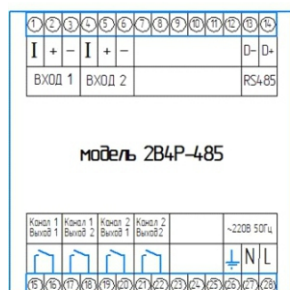 1 2 3 4 5 6 7 8 9 10 11 12 13 14
I + − I + − D− D+
ВХОД 1 ВХОД 2 RS485
модель 2В4Р-485
Канал 1 Канал 1 Канал 2 Канал 2 ~220В 50Гц
Выход 1 Выход 2 Выход 1 Выход2
N L
15 16 17 18 19 20 21 22 23 24 25 26 27 28